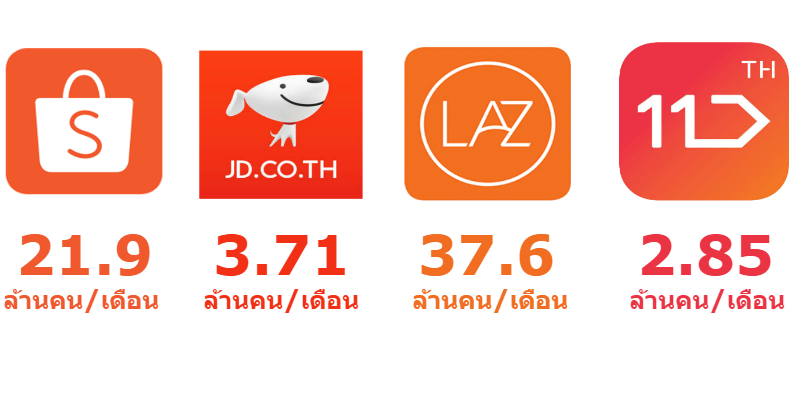 S
JD.CO.TH
LAZ
TH
11
21.9
ล้านคน/เดือน
3.71
ล้านคน/เดือน
37.6
ล้านคน/เดือน
2.85
ล้านคน/เดือน